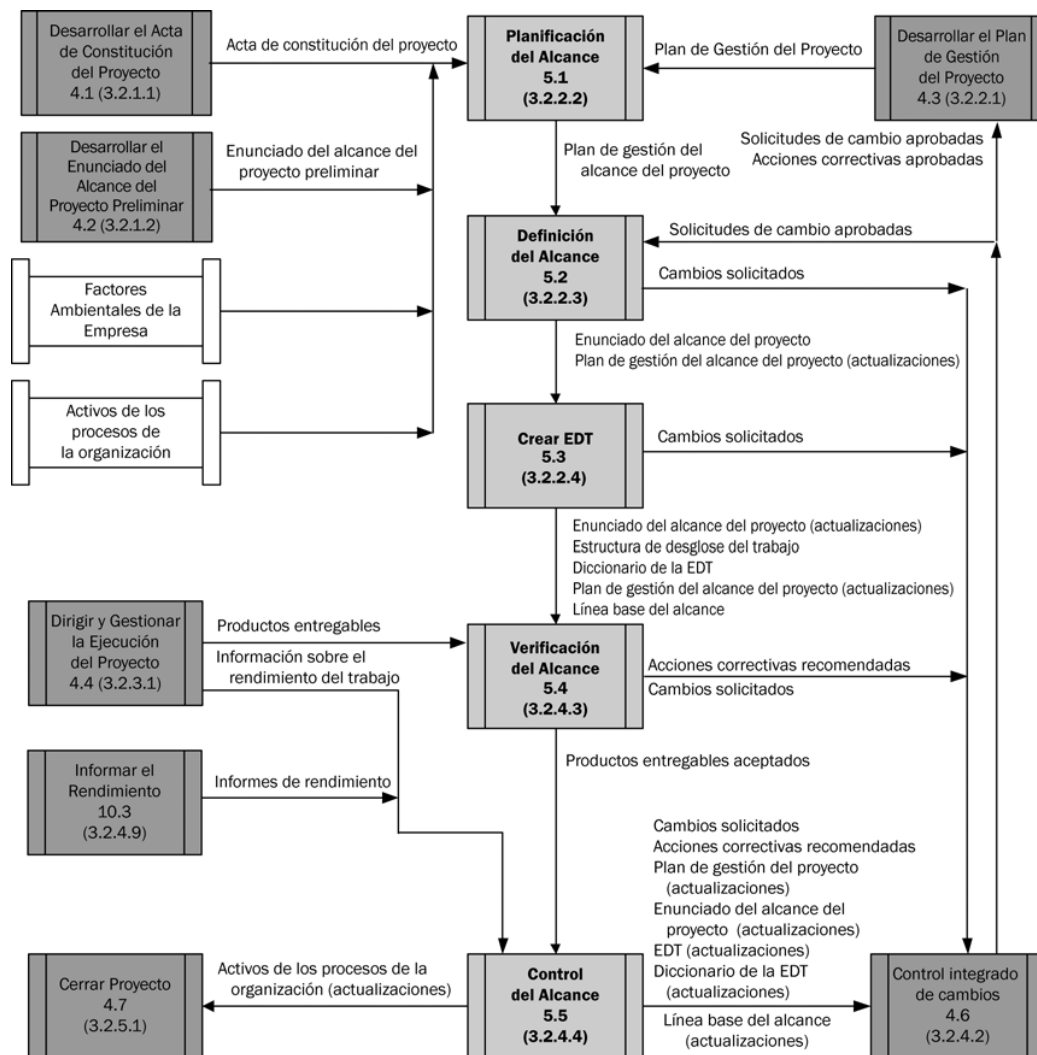 Desarrollar el Acta
de Constitución
del Proyecto
4.1 (3.2.1.1)
Acta de constitución del proyecto
Planificación
del Alcance
5.1
(3.2.2.2)
Plan de Gestión del Proyecto
Desarrollar el Plan
de Gestión
del Proyecto
4.3 (3.2.2.1)
Desarrollar el
Enunciado del
Alcance del
Proyecto Preliminar
4.2 (3.2.1.2)
Enunciado del alcance del
proyecto preliminar
Plan de gestión del
alcance del proyecto
Solicitudes de cambio aprobadas
Acciones correctivas aprobadas
Definición
del Alcance
5.2
(3.2.2.3)
Solicitudes de cambio aprobadas
Cambios solicitados
Factores
Ambientales de la
Empresa
Enunciado del alcance del proyecto
Plan de gestión del alcance del proyecto (actualizaciones)
Activos de los
procesos de
la organización
Crear EDT
5.3
(3.2.2.4)
Cambios solicitados
Enunciado del alcance del proyecto (actualizaciones)
Estructura de desglose del trabajo
Diccionario de la EDT
Plan de gestión del alcance del proyecto (actualizaciones)
Línea base del alcance
Dirigir y Gestionar
la Ejecución
del Proyecto
4.4 (3.2.3.1)
Productos entregables
Información sobre el
rendimiento del trabajo
Verificación
del Alcance
5.4
(3.2.4.3)
Acciones correctivas recomendadas
Cambios solicitados
Informar el
Rendimiento
10.3
(3.2.4.9)
Informes de rendimiento
Productos entregables aceptados
Cambios solicitados
Acciones correctivas recomendadas
Plan de gestión del proyecto
(actualizaciones)
Enunciado del alcance del
proyecto (actualizaciones)
EDT (actualizaciones)
Diccionario de la EDT
(actualizaciones)
Línea base del alcance
(actualizaciones)
Cerrar Proyecto
4.7
(3.2.5.1)
Activos de los procesos de la
organización (actualizaciones)
Control
del Alcance
5.5
(3.2.4.4)
Control integrado
de cambios
4.6
(3.2.4.2)